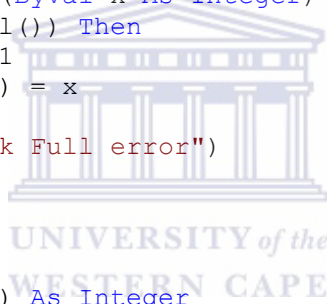 (ByVal x As Integer)
l()) Then
1
) = x
k Full error")
UNIVERSITY of the
WESTERN CAPE
) As Integer